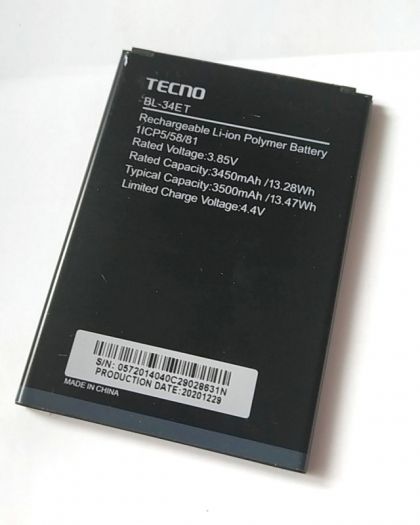 TECNO
BL-34ET
Rechargeable Li-ion Polymer Battery
1ICP5/58/81
Rated Voltage:3.85V
Rated Capacity:3450mAh /13.28Wh
Typical Capacity:3500mAh /13.47Wh
Limited Charge Voltage:4.4V
S/N: 0572014040C29028631N
PRODUCTION DATE:20201229
MADE IN CHINA